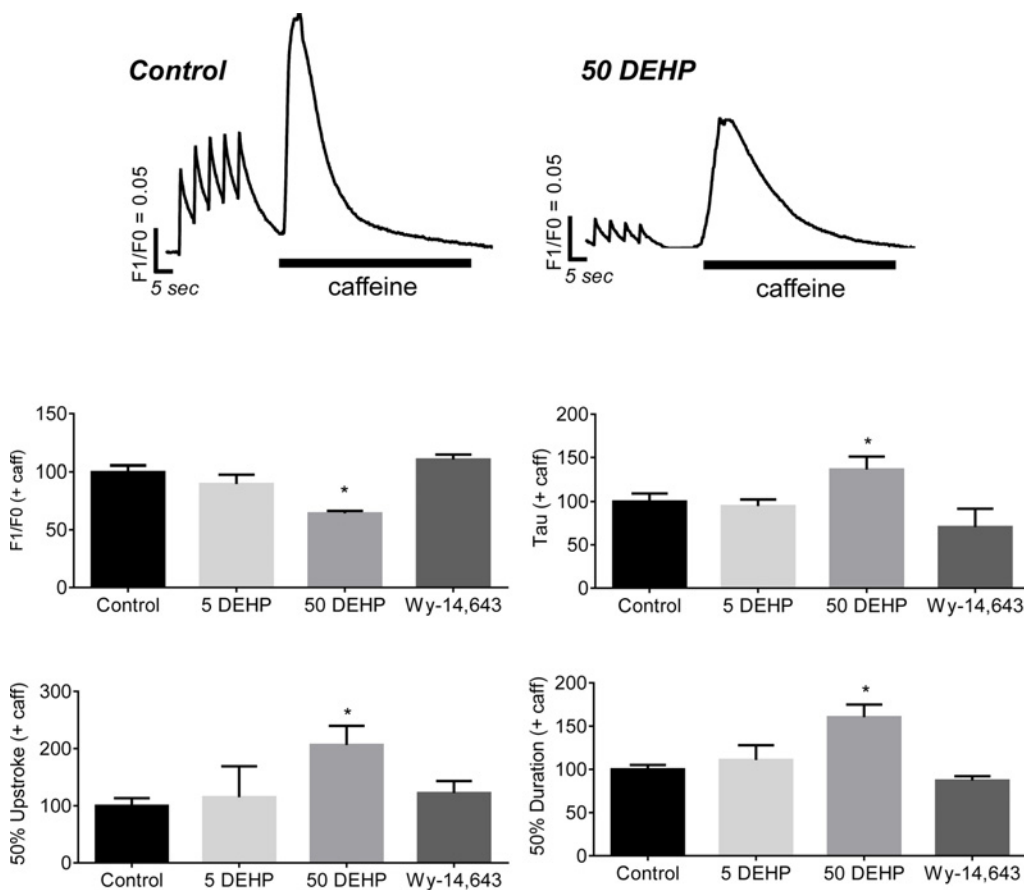 Control
50 DEHP
F1/F0 = 0.05
5 sec
caffeine
F1/F0 = 0.05
5 sec
caffeine
F1/F0 (+ caff)
150
100
50
0
*
Control
5 DEHP
50 DEHP
Wy-14,643
Tau (+ caff)
200
150
100
50
0
*
Control
5 DEHP
50 DEHP
Wy-14,643
50% Upstroke (+ caff)
300
200
100
0
*
Control
5 DEHP
50 DEHP
Wy-14,643
50% Duration (+ caff)
200
150
100
50
0
*
Control
5 DEHP
50 DEHP
Wy-14,643